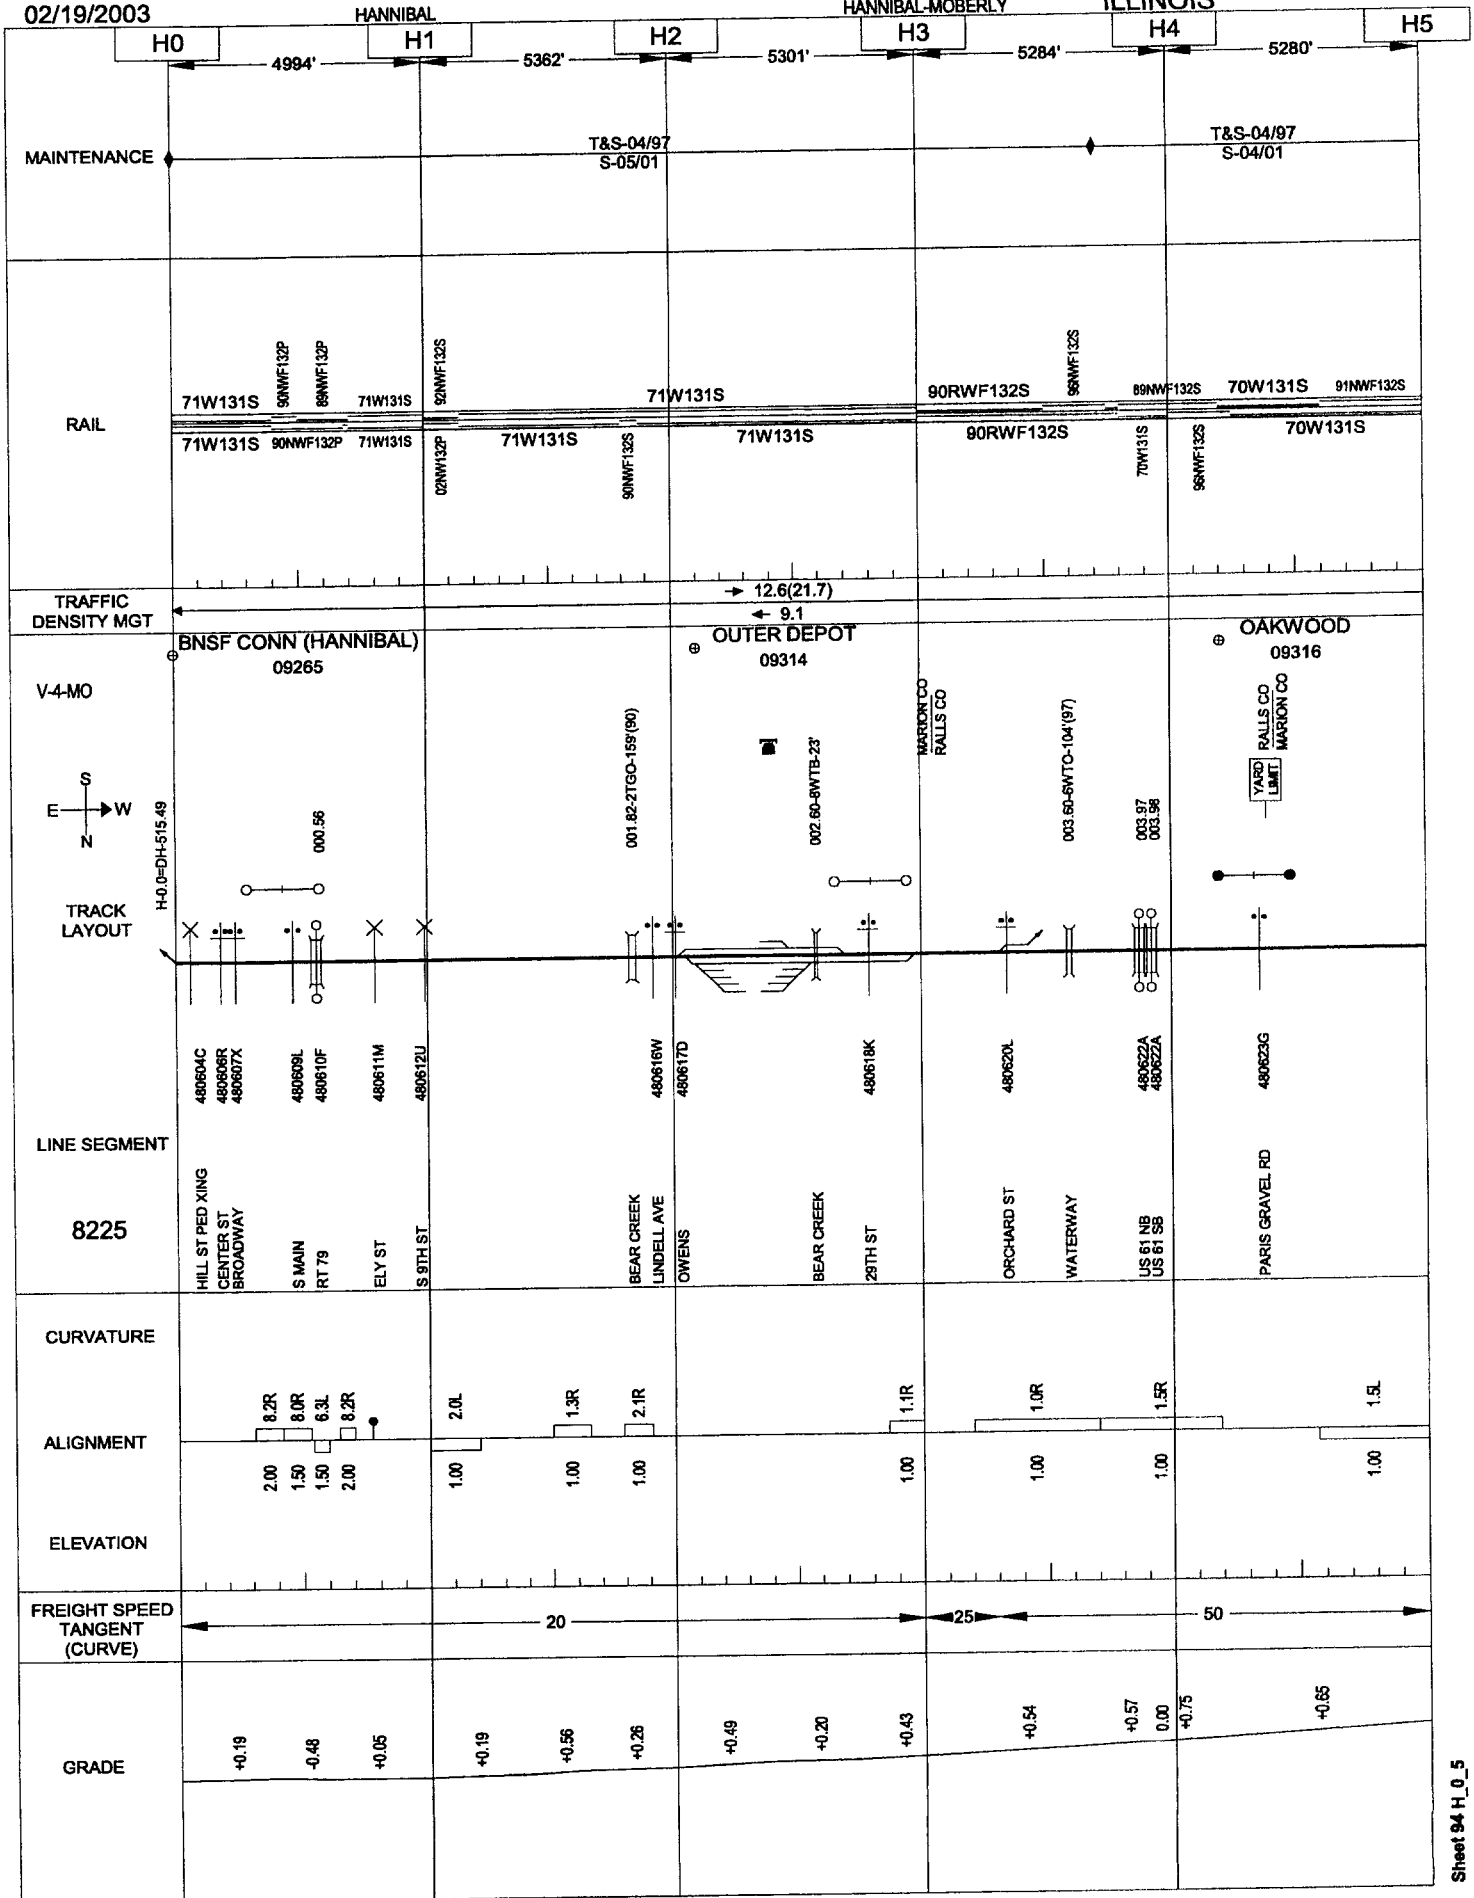 02/19/2003
HANNIBAL
HANNIBAL-MOBERLY
ILLINOIS
H0
H1
H2
H3
H4
H5
4994'
5362'
5301'
5284'
5280'
MAINTENANCE
T&S-04/97
S-05/01
T&S-04/97
S-04/01
RAIL
71W131S
90NWF132P
89NWF132P
71W131S
92NWF132S
71W131S
90RWF132S
96NWF132S
89NWF132S
70W131S
91NWF132S
71W131S
90NWF132P
71W131S
02NW132P
71W131S
90NWF132S
71W131S
90RWF132S
70W131S
96NWF132S
70W131S
TRAFFIC
DENSITY MGT
12.6(21.7)
9.1
BNSF CONN (HANNIBAL)
09265
OUTER DEPOT
09314
OAKWOOD
09316
V-4-MO
S
E
W
N
H-0.0=DH-515.49
000.56
001.82-2TGO-159'(90)
002.60-8WTB-23'
MARION CO
RALLS CO
003.60-6WTO-104'(97)
003.97
003.98
YARD
LIMIT
RALLS CO
MARION CO
TRACK
LAYOUT
480604C
480606R
480607X
480609L
480610F
480611M
480612U
480616W
480617D
480618K
480620L
480622A
480622A
480623G
LINE SEGMENT
8225
HILL ST PED XING
CENTER ST
BROADWAY
S MAIN
RT 79
ELY ST
S 9TH ST
BEAR CREEK
LINDELL AVE
OWENS
BEAR CREEK
29TH ST
ORCHARD ST
WATERWAY
US 61 NB
US 61 SB
PARIS GRAVEL RD
CURVATURE
8.2R
8.0R
6.3L
8.2R
2.0L
1.3R
2.1R
1.1R
1.0R
1.5R
1.5L
ALIGNMENT
2.00
1.50
1.50
2.00
1.00
1.00
1.00
1.00
1.00
1.00
1.00
ELEVATION
FREIGHT SPEED
TANGENT
(CURVE)
20
25
50
GRADE
+0.19
-0.48
+0.05
+0.19
+0.56
+0.26
+0.49
+0.20
+0.43
+0.54
+0.57
0.00
+0.75
+0.65
Sheet 94 H_0_5